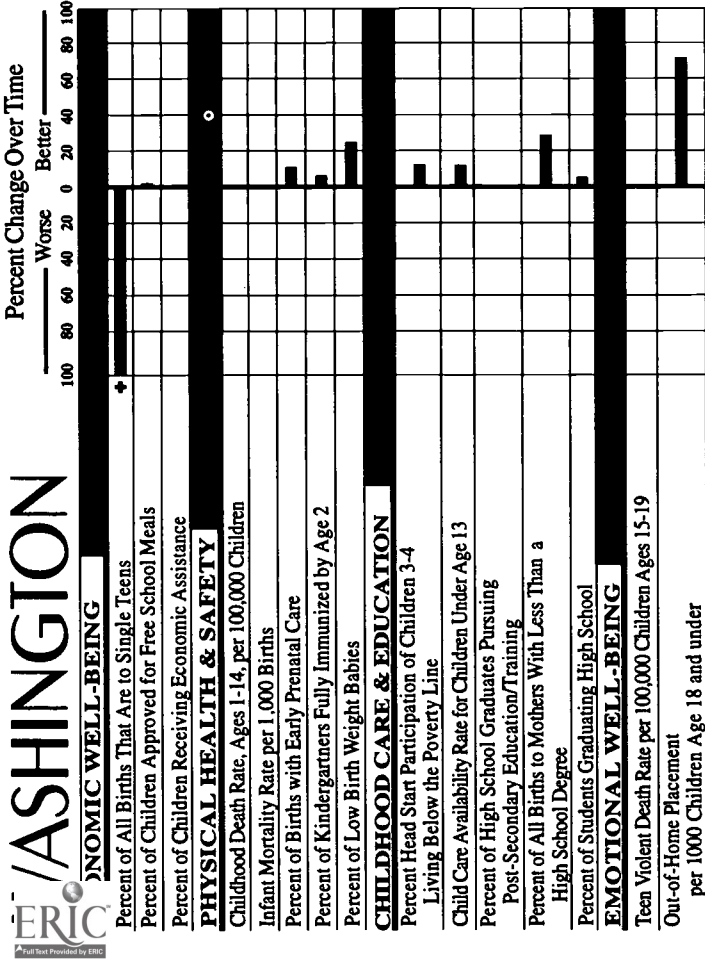 /ASHINGTON
Percent Change Over Time
Worse Better
100 80 60 40 20 0 20 40 60 80 100
ONOMIC WELL-BEING
Percent of All Births That Are to Single Teens
+
Percent of Children Approved for Free School Meals
Percent of Children Receiving Economic Assistance
PHYSICAL HEALTH & SAFETY
Childhood Death Rate, Ages 1-14, per 100,000 Children
Infant Mortality Rate per 1,000 Births
Percent of Births with Early Prenatal Care
Percent of Kindergartners Fully Immunized by Age 2
Percent of Low Birth Weight Babies
CHILDHOOD CARE & EDUCATION
Percent Head Start Participation of Children 3-4
Living Below the Poverty Line
Child Care Availability Rate for Children Under Age 13
Percent of High School Graduates Pursuing
Post-Secondary Education/Training
Percent of All Births to Mothers With Less Than a
High School Degree
Percent of Students Graduating High School
EMOTIONAL WELL-BEING
Teen Violent Death Rate per 100,000 Children Ages 15-19
Out-of-Home Placement
per 1000 Children Age 18 and under
ERIC
Full Text Provided by ERIC